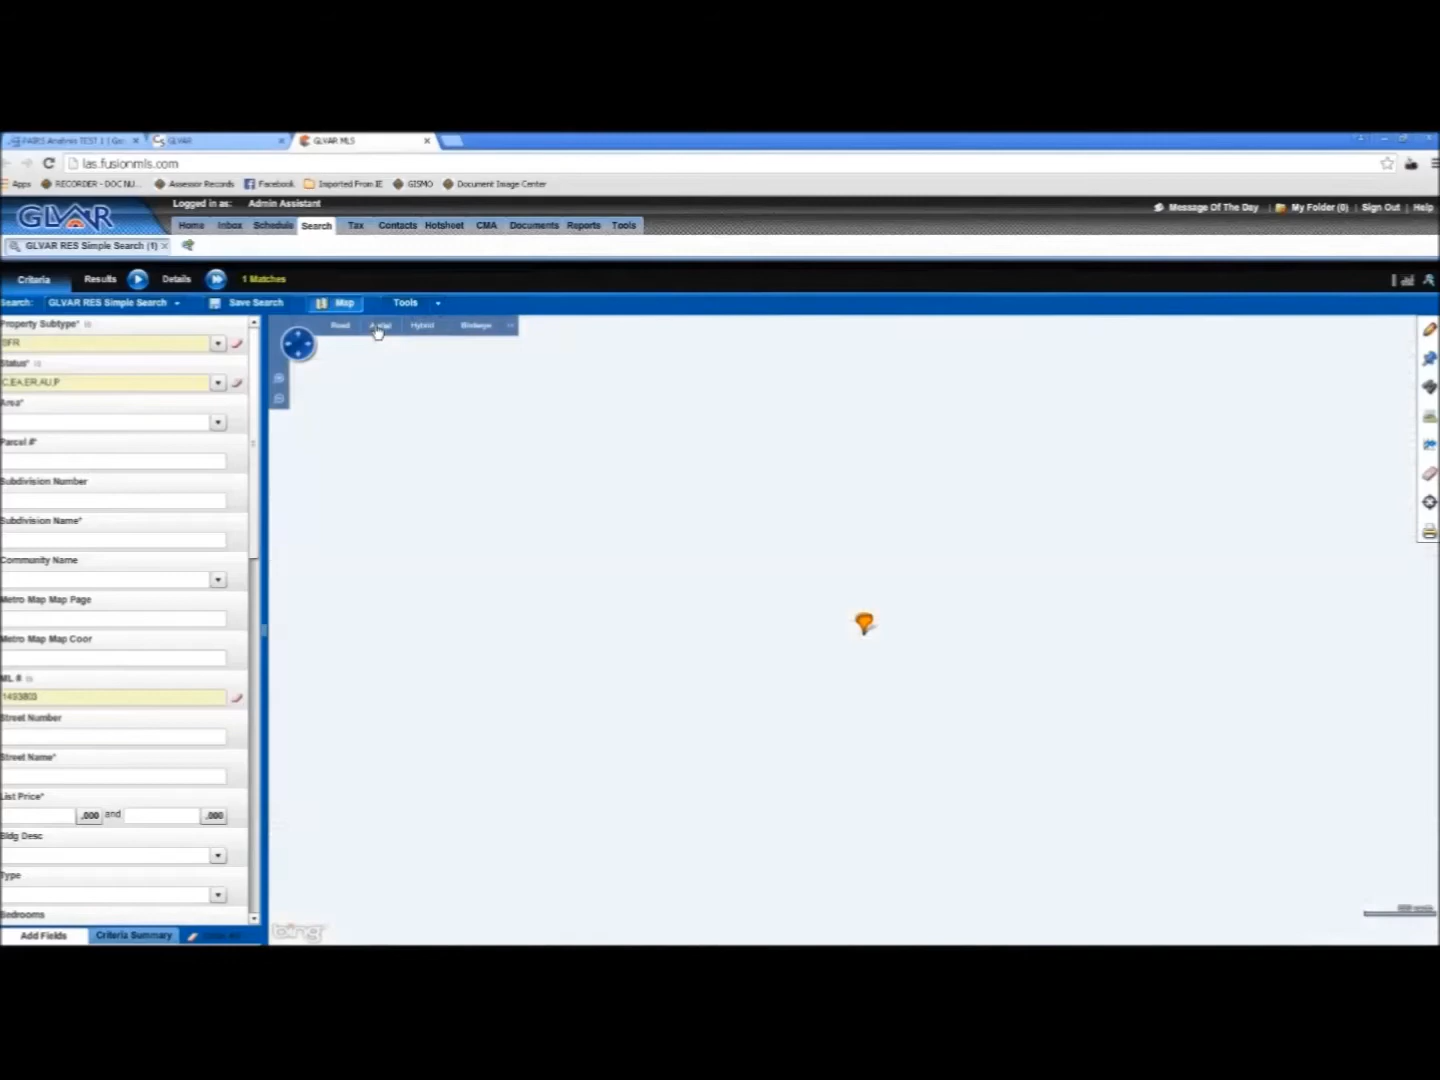 GLVAR
GLVAR MLS
las.fusionmls.com
Apps RECORDER - DOC NU... Assessor Records Facebook Imported From IE GISMO Document Image Center
GLVAR
Logged in as: Admin Assistant
Message Of The Day My Folder (0) Sign Out Help
Home Inbox Schedule Search Tax Contacts Hotsheet CMA Documents Reports Tools
GLVAR RES Simple Search (1)
Criteria Results Details 1 Matches
Search: GLVAR RES Simple Search Save Search Map Tools
Property Subtype*
SFR
Road Hybrid Birdseye
Status*
C,EA,ER,AU,P
Area*
Parcel #*
Subdivision Number
Subdivision Name*
Community Name
Metro Map Map Page
Metro Map Map Coor
ML #
1493803
Street Number
Street Name*
List Price*
,000 and ,000
Bldg Desc
Type
Bedrooms
Add Fields Criteria Summary
bing